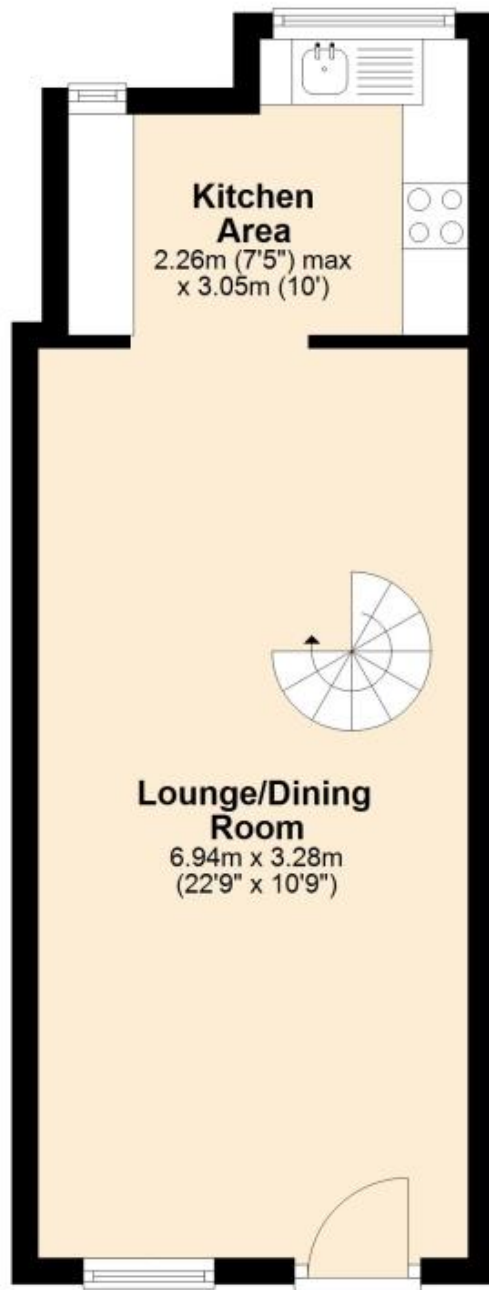 Kitchen
Area
2.26m (7'5") max
x 3.05m (10')
Lounge/Dining
Room
6.94m x 3.28m
(22'9" x 10'9")